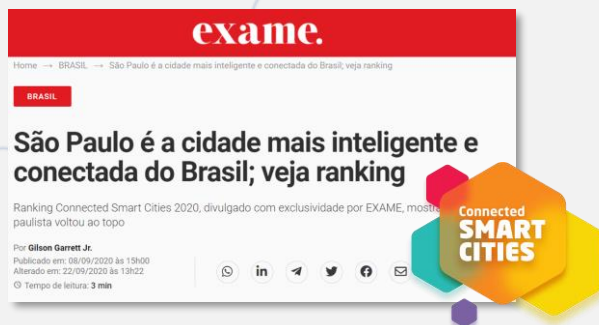 exame.
Home → BRASIL → São Paulo é a cidade mais inteligente e conectada do Brasil; veja ranking
BRASIL
São Paulo é a cidade mais inteligente e
conectada do Brasil; veja ranking
Ranking Connected Smart Cities 2020, divulgado com exclusividade por EXAME,
paulista voltou ao topo
Por Gilson Garrett Jr.
Publicado em: 08/09/2020 às 15h00
Alterado em: 22/09/2020 às 13h22
Tempo de leitura: 3 min
in
Connected
SMART
CITIES